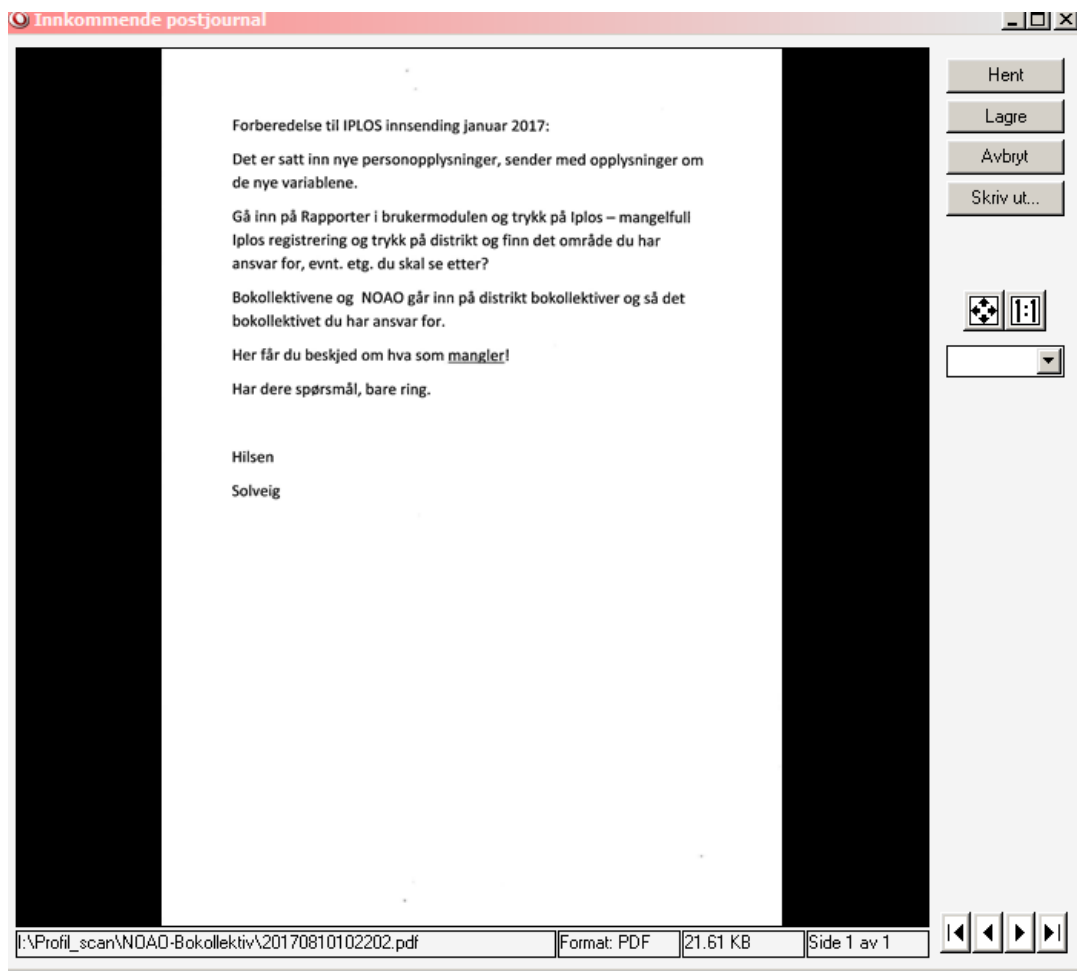 Innkommende postjournal
Hent
Lagre
Avbryt
Skriv ut...
1:1
Forberedelse til IPLOS innsending januar 2017:
Det er satt inn nye personopplysninger, sender med opplysninger om
de nye variablene.
Gå inn på Rapporter i brukermodulen og trykk på Iplos – mangelfull
Iplos registrering og trykk på distrikt og finn det område du har
ansvar for, evnt. etg. du skal se etter?
Bokollektivene og  NOAO går inn på distrikt bokollektiver og så det
bokollektivet du har ansvar for.
Her får du beskjed om hva som mangler!
Har dere spørsmål, bare ring.
Hilsen
Solveig
I:\Profil_scan\NOAO-Bokollektiv\20170810102202.pdf
Format: PDF
21.61 KB
Side 1 av 1